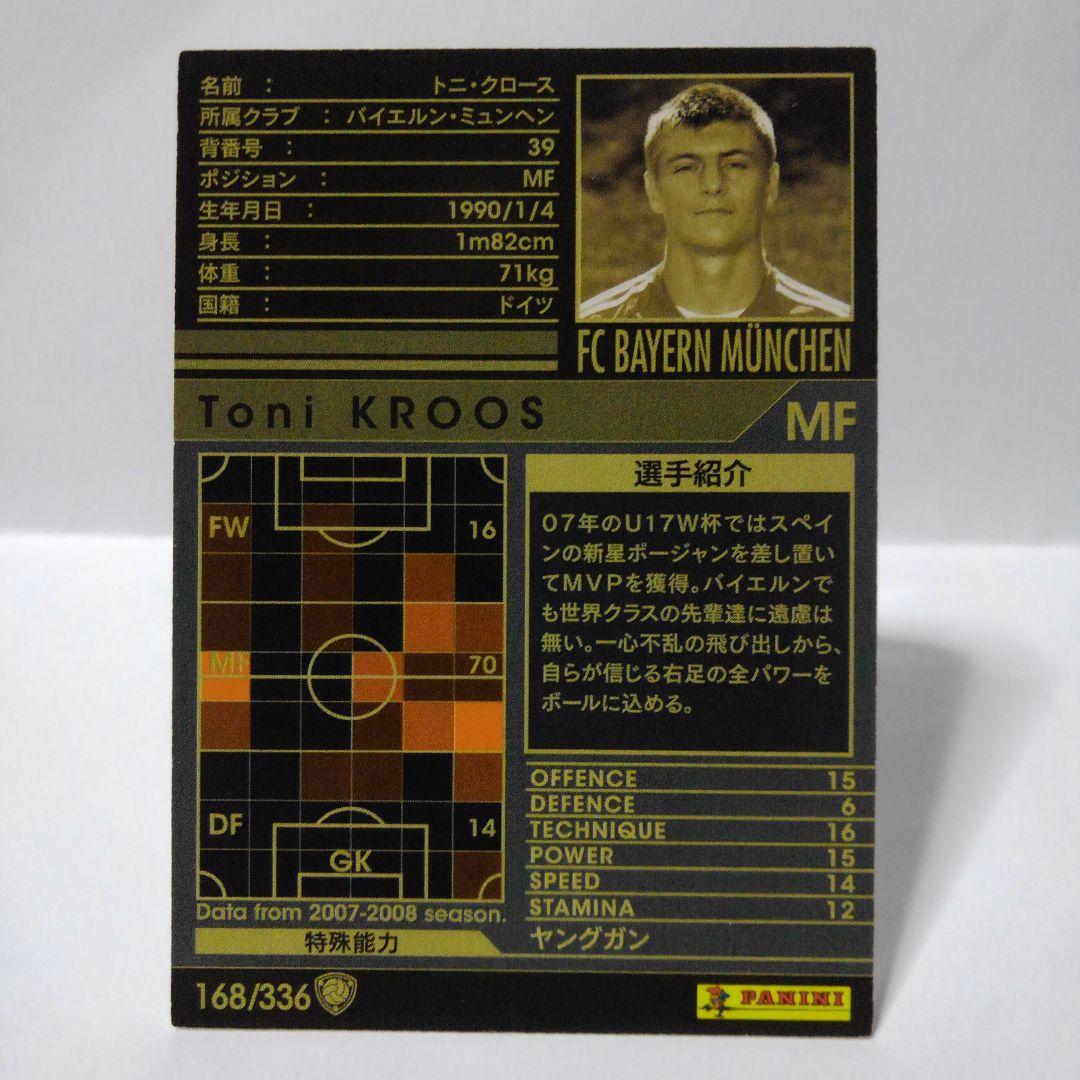 名前 : トニ・クロース
所属クラブ : バイエルン・ミュンヘン
背番号 : 39
ポジション : MF
生年月日 : 1990/1/4
身長 : 1m82cm
体重 : 71kg
国籍 : ドイツ
FC BAYERN MÜNCHEN
Toni KROOS
MF
FW 16
MF 70
DF 14
GK
Data from 2007-2008 season.
特殊能力
選手紹介
07年のU17W杯ではスペイ
ンの新星ボージャンを差し置い
てMVPを獲得。バイエルンで
も世界クラスの先輩達に遠慮は
無い。一心不乱の飛び出しから、
自らが信じる右足の全パワーを
ボールに込める。
OFFENCE 15
DEFENCE 6
TECHNIQUE 16
POWER 15
SPEED 14
STAMINA 12
ヤングガン
168/336
PANINI